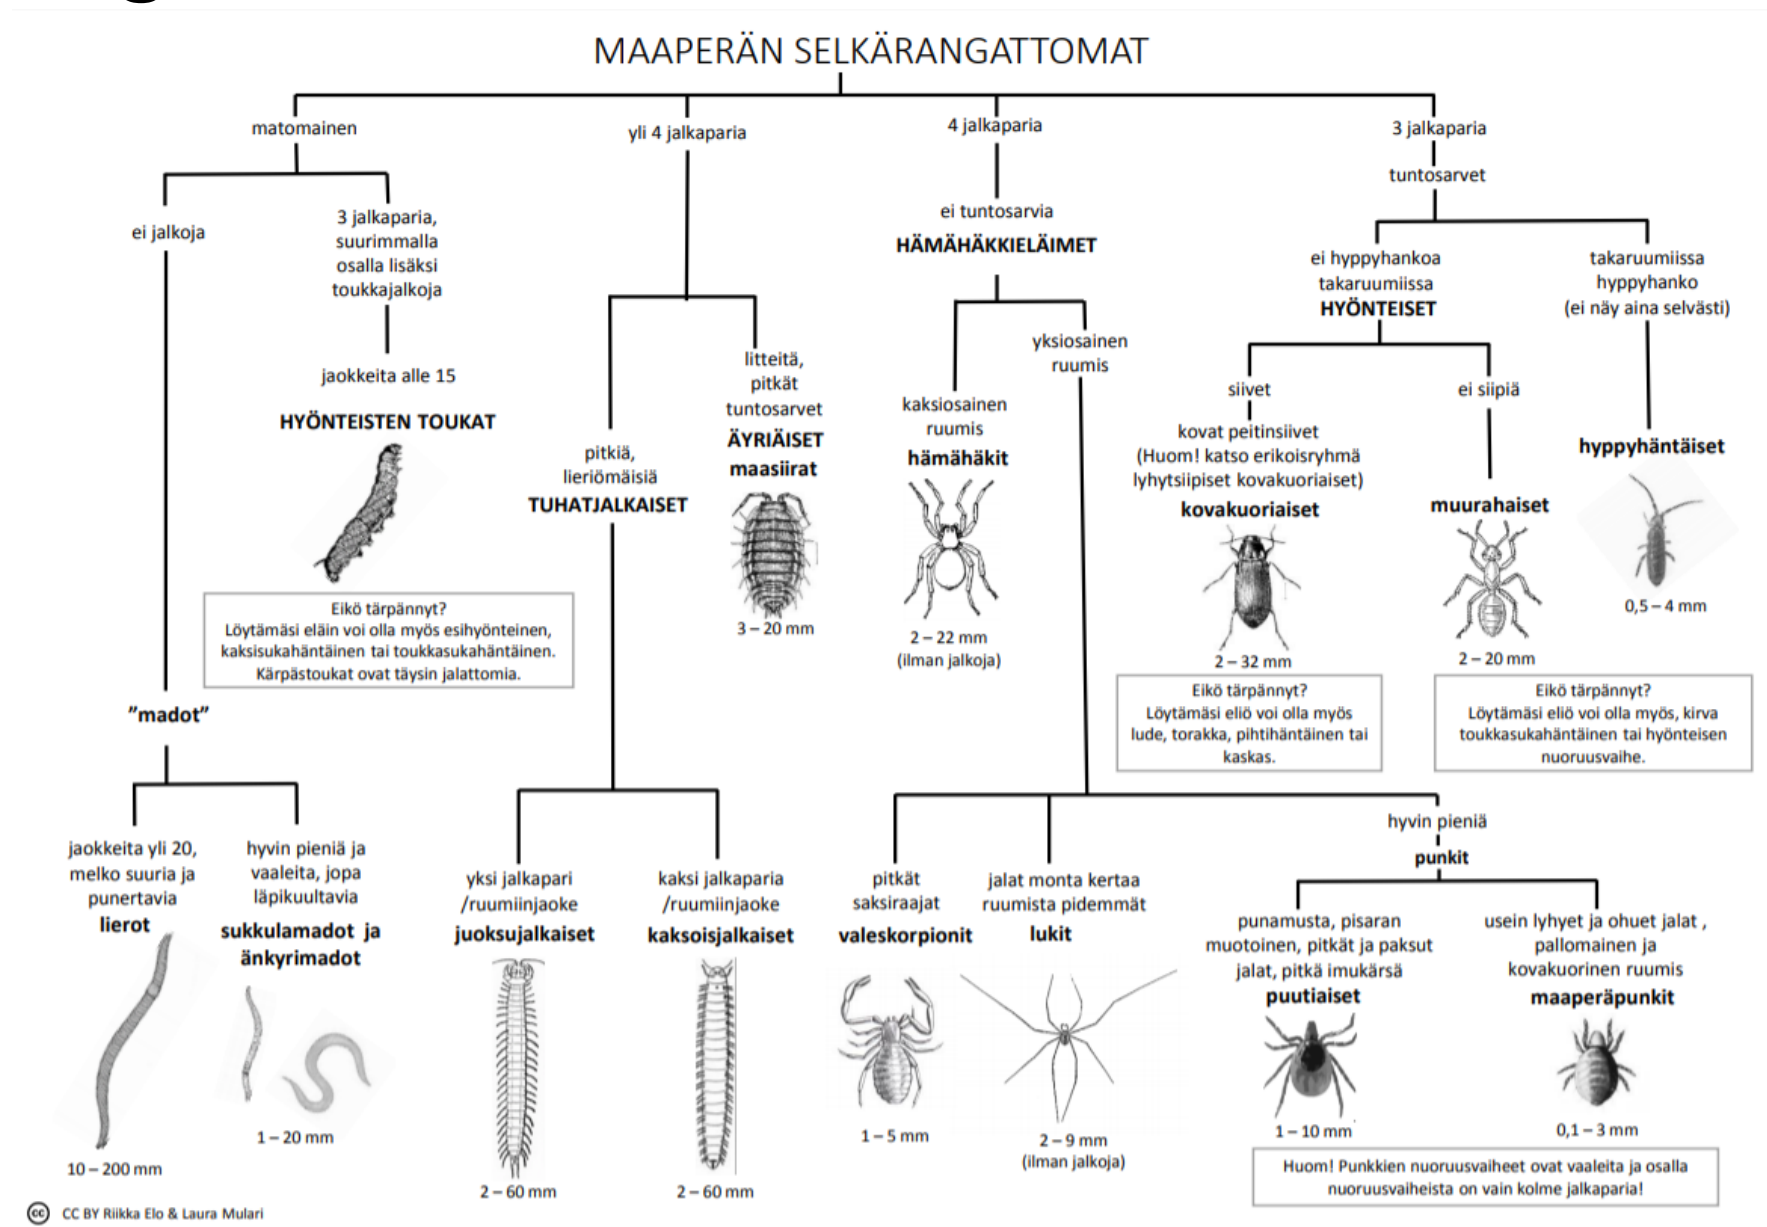 MAAPERÄN SELKÄRANGATTOMAT
matomainen
yli 4 jalkaparia
4 jalkaparia
3 jalkaparia
tuntosarvet
ei jalkoja
3 jalkaparia,
suurimmalla
osalla lisäksi
toukkajalkoja
jaokkeita alle 15
HYÖNTEISTEN TOUKAT
Eikö tärpännyt?
Löytämäsi eläin voi olla myös esihyönteinen,
kaksisukahäntäinen tai toukkasukahäntäinen.
Kärpästoukat ovat täysin jalattomia.
"madot"
jaokkeita yli 20,
melko suuria ja
punertavia
lierot
10 – 200 mm
hyvin pieniä ja
vaaleita, jopa
läpikuultavia
sukkulamadot ja
änkyrimadot
1 – 20 mm
pitkiä,
lieriömäisiä
TUHATJALKAISET
litteitä,
pitkät
tuntosarvet
ÄYRIÄISET
maasiirat
3 – 20 mm
yksi jalkapari
/ruumiinjaoke
juoksujalkaiset
2 – 60 mm
kaksi jalkaparia
/ruumiinjaoke
kaksoisjalkaiset
2 – 60 mm
ei tuntosarvia
HÄMÄHÄKKIELÄIMET
kaksiosainen
ruumis
hämähäkit
2 – 22 mm
(ilman jalkoja)
yksiosainen
ruumis
pitkät
saksiraajat
valeskorpionit
1 – 5 mm
jalat monta kertaa
ruumista pidemmät
lukit
2 – 9 mm
(ilman jalkoja)
hyvin pieniä
punkit
punamusta, pisaran
muotoinen, pitkät ja paksut
jalat, pitkä imukärsä
puutiaiset
1 – 10 mm
usein lyhyet ja ohuet jalat ,
pallomainen ja
kovakuorinen ruumis
maaperäpunkit
0,1 – 3 mm
Huom! Punkkien nuoruusvaiheet ovat vaaleita ja osalla
nuoruusvaiheista on vain kolme jalkaparia!
ei hyppyhankoa
takaruumiissa
HYÖNTEISET
takaruumiissa
hyppyhanko
(ei näy aina selvästi)
hyppyhäntäiset
0,5 – 4 mm
siivet
kovat peitinsiivet
(Huom! katso erikoisryhmä
lyhytsiipiset kovakuoriaiset)
kovakuoriaiset
2 – 32 mm
Eikö tärpännyt?
Löytämäsi eliö voi olla myös
lude, torakka, pihtihäntäinen tai
kaskas.
ei siipiä
muurahaiset
2 – 20 mm
Eikö tärpännyt?
Löytämäsi eliö voi olla myös, kirva
toukkasukahäntäinen tai hyönteisen
nuoruusvaihe.
cc CC BY Riikka Elo & Laura Mulari